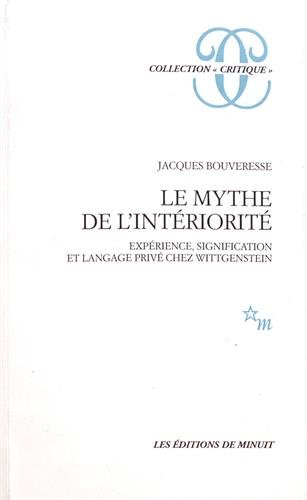 COLLECTION « CRITIQUE »
JACQUES BOUVERESSE
LE MYTHE
DE L'INTÉRIORITÉ
EXPÉRIENCE, SIGNIFICATION
ET LANGAGE PRIVÉ CHEZ WITTGENSTEIN
m
LES ÉDITIONS DE MINUIT